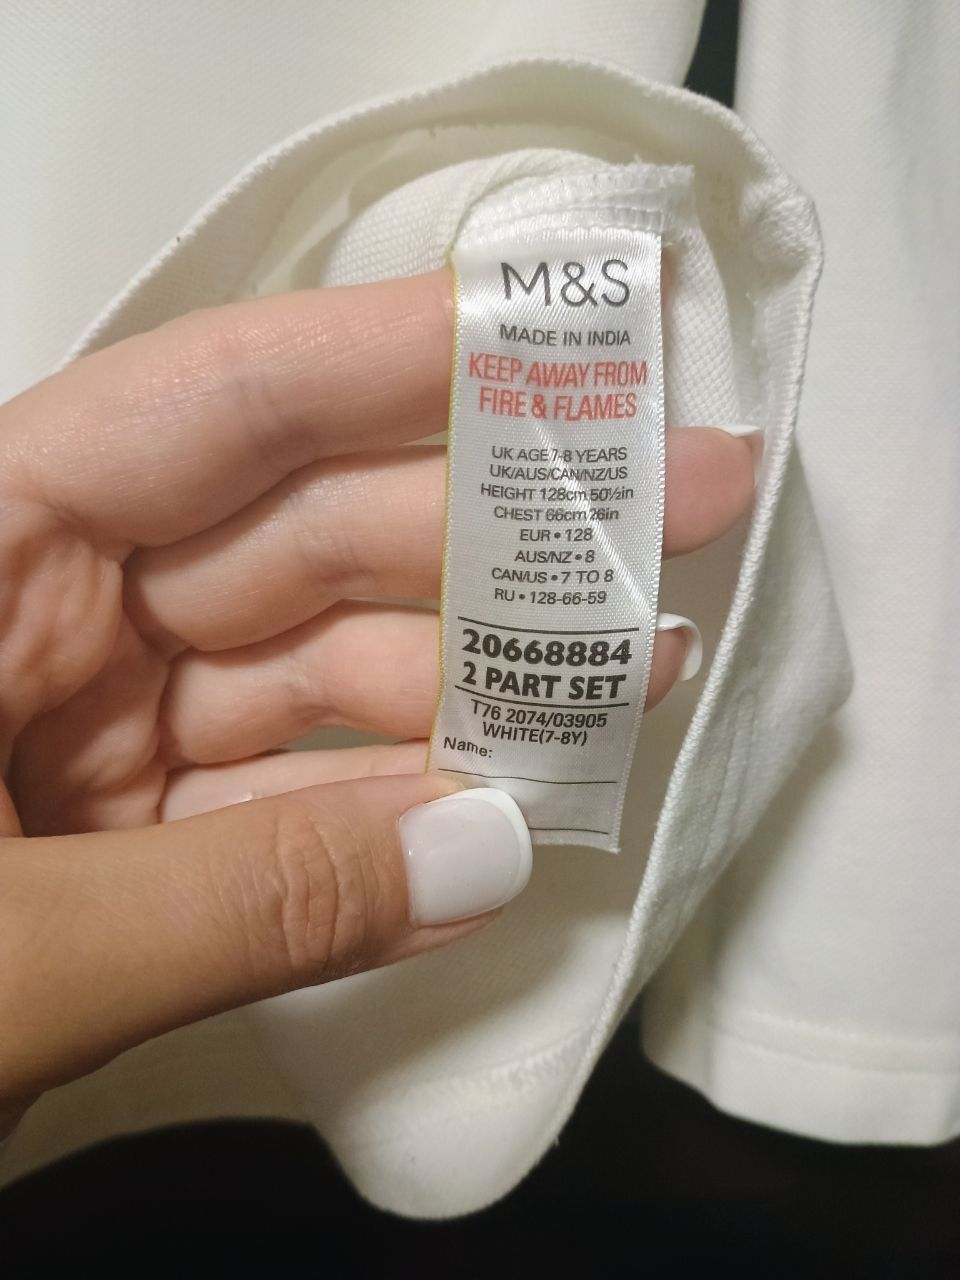 M&S
MADE IN INDIA
KEEP AWAY FROM
FIRE & FLAMES
UK AGE 7-8 YEARS
UK/AUS/CAN/NZ/US
HEIGHT 128cm 50½in
CHEST 66cm 26in
EUR • 128
AUS/NZ • 8
CAN/US • 7 TO 8
RU • 128-66-59
20668884
2 PART SET
T76 2074/03905
WHITE(7-8Y)
Name: